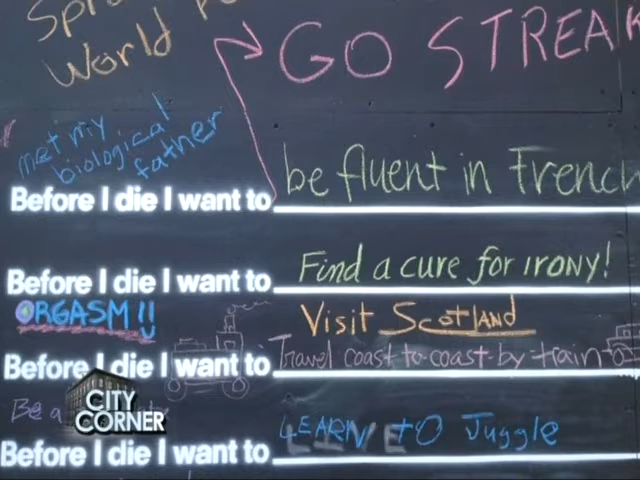 World
GO STREAK
met my
biological
father
Before I die I want to be fluent in French
Before I die I want to Find a cure for IRONY!
ORGASM!!
Visit Scotland
Before I die I want to Travel coast to coast by train
Be a
CITY
CORNER
Before I die I want to LEARN to Juggle